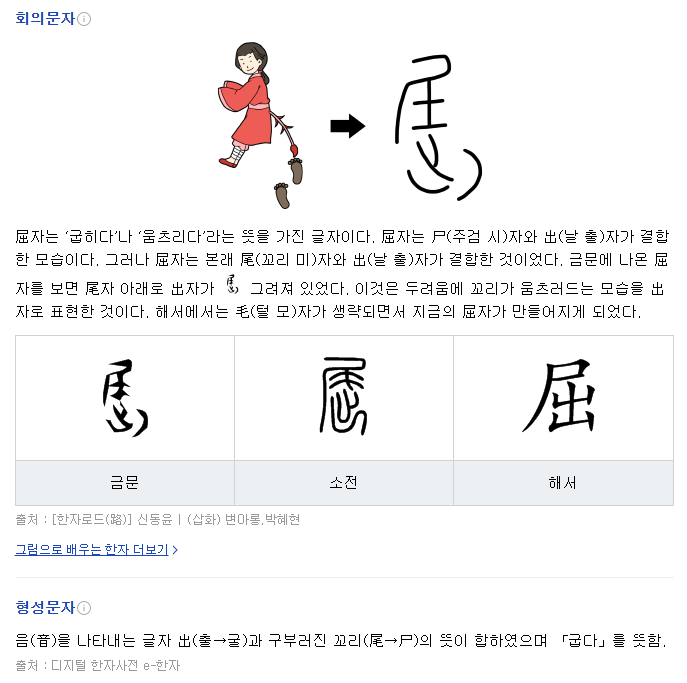 회의문자
屈자는 ‘굽히다’나 ‘움츠리다’라는 뜻을 가진 글자이다. 屈자는 尸(주검 시)자와 出(날 출)자가 결합
한 모습이다. 그러나 屈자는 본래 尾(꼬리 미)자와 出(날 출)자가 결합한 것이었다. 금문에 나온 屈
자를 보면 尾자 아래로 出자가 그려져 있었다. 이것은 두려움에 꼬리가 움츠러드는 모습을 出
자로 표현한 것이다. 해서에서는 毛(털 모)자가 생략되면서 지금의 屈자가 만들어지게 되었다.
屈
금문 소전 해서
출처 : [한자로드(路)] 신동윤 | (삽화) 변아롱,박혜현
그림으로 배우는 한자 더보기 >
형성문자
음(音)을 나타내는 글자 出(출→굴)과 구부러진 꼬리(尾→尸)의 뜻이 합하였으며 「굽다」를 뜻함.
출처 : 디지털 한자사전 e-한자